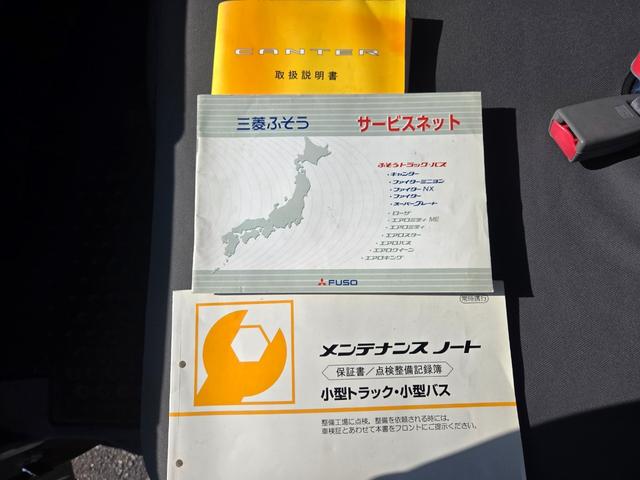 CANTER
取扱説明書
三菱ふそう サービスネット
ふそうトラック・バス
・キャンター
・ファイターミニヨン
・ファイターNX
・ファイター
・スーパーグレート
・ローザ
・エアロミディ ME
・エアロミディ
・エアロスター
・エアロバス
・エアロクイーン
・エアロキング
FUSO
常時携行
メンテナンス ノート
保証書/点検整備記録簿
小型トラック・小型バス
整備工場に点検、整備を依頼される時には、
車検証とあわせて本書をフロントにご提示ください。